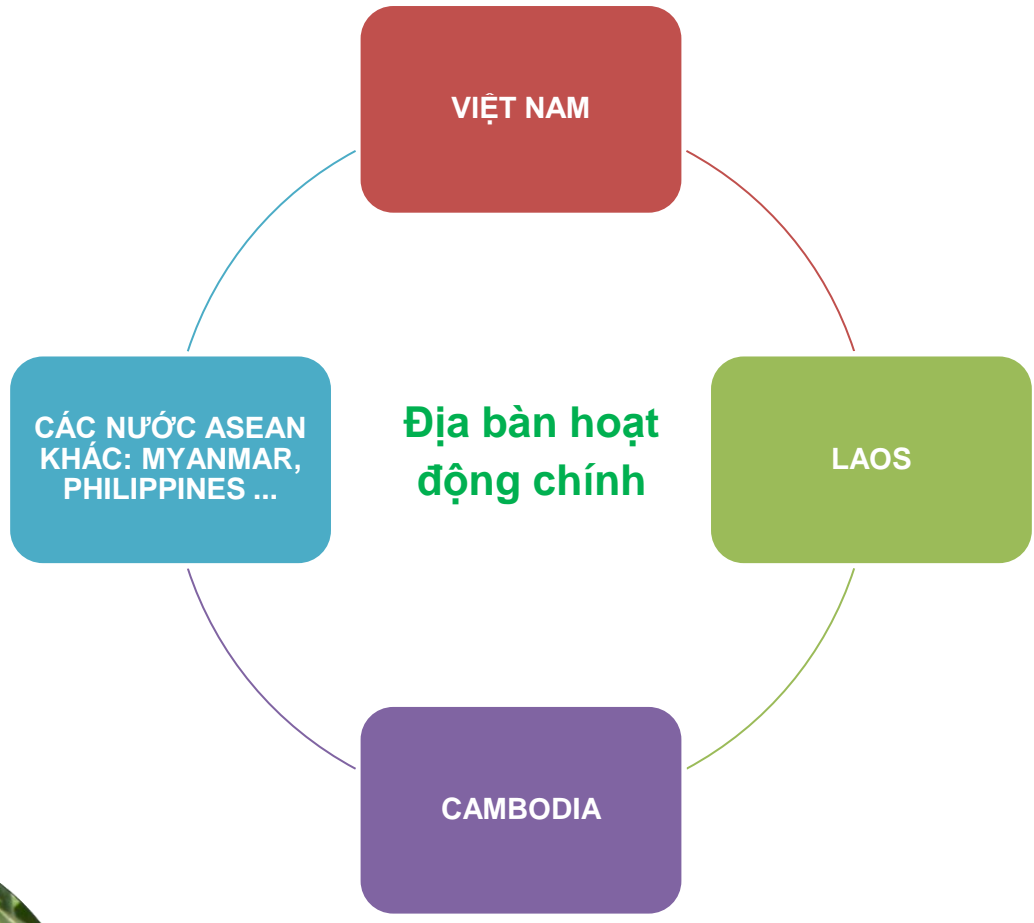 VIỆT NAM
CÁC NƯỚC ASEAN
KHÁC: MYANMAR,
PHILIPPINES ...
Địa bàn hoạt
động chính
LAOS
CAMBODIA